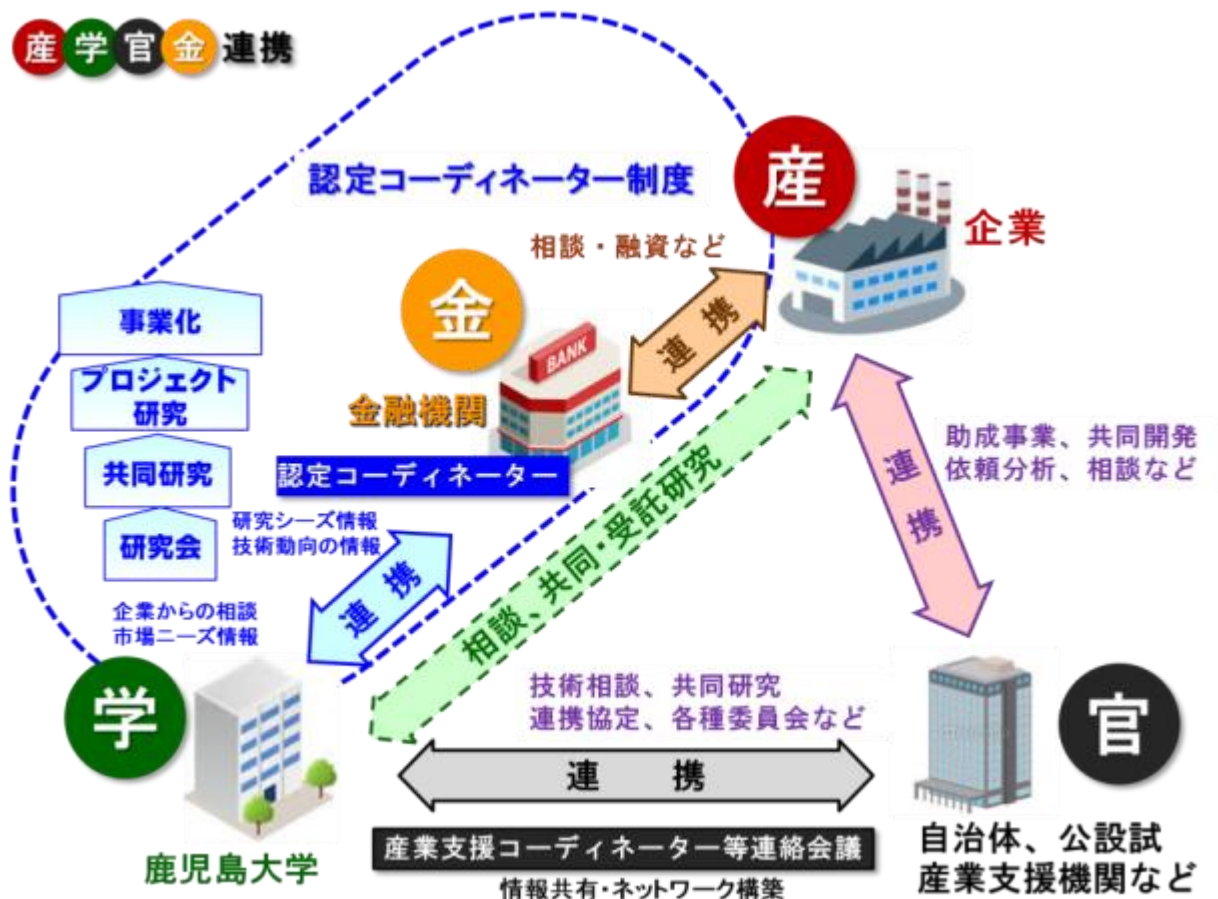 産学官金連携
認定コーディネーター制度
産
企業
相談・融資など
金
連携
BANK
金融機関
認定コーディネーター
事業化
プロジェクト
研究
共同研究
研究会
研究シーズ情報
技術動向の情報
連携
企業からの相談
市場ニーズ情報
相談、共同・受託研究
助成事業、共同開発
依頼分析、相談など
連携
学
鹿児島大学
技術相談、共同研究
連携協定、各種委員会など
連携
産業支援コーディネーター等連絡会議
情報共有・ネットワーク構築
官
自治体、公設試
産業支援機関など